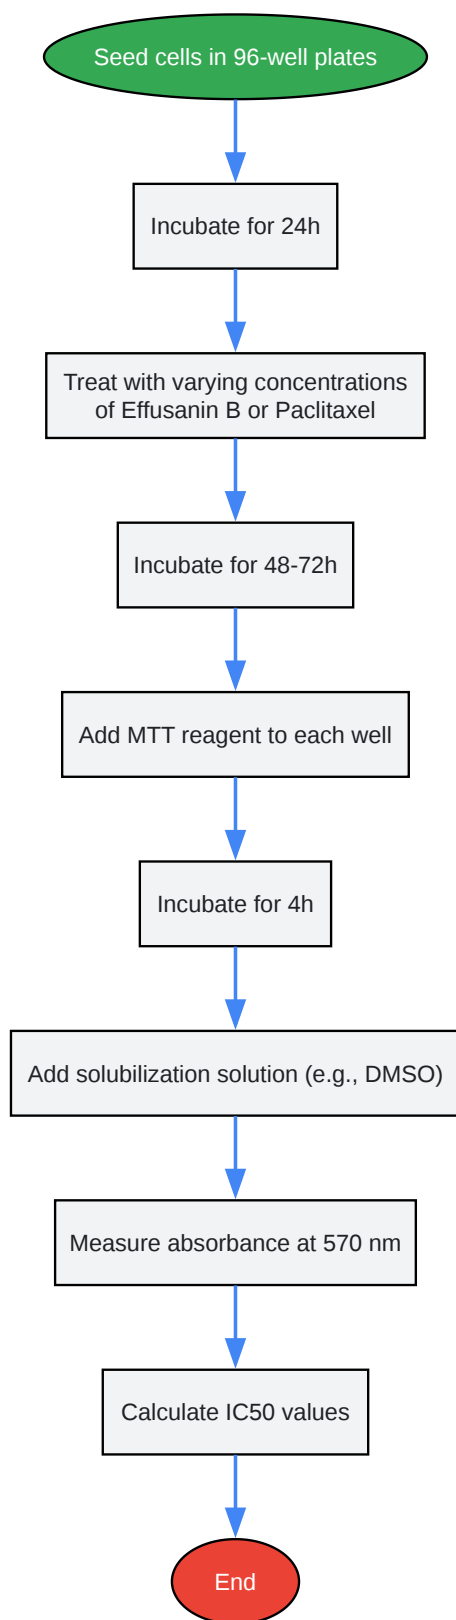 Seed cells in 96-well plates
Incubate for 24h
Treat with varying concentrations
of Effusanin B or Paclitaxel
Incubate for 48-72h
Add MTT reagent to each well
Incubate for 4h
Add solubilization solution (e.g., DMSO)
Measure absorbance at 570 nm
Calculate IC50 values
End